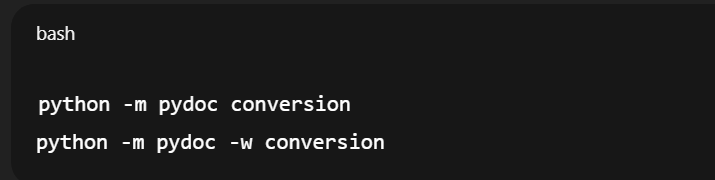 bash
python -m pydoc conversion
python -m pydoc -w conversion